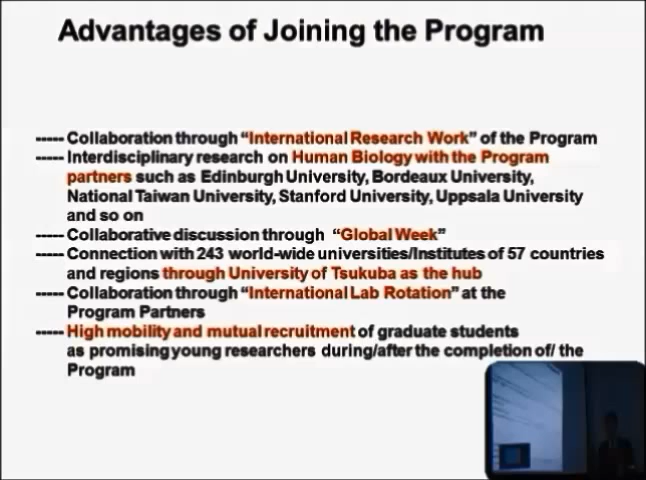 Advantages of Joining the Program
----- Collaboration through “International Research Work” of the Program
----- Interdisciplinary research on Human Biology with the Program
partners such as Edinburgh University, Bordeaux University,
National Taiwan University, Stanford University, Uppsala University
and so on
----- Collaborative discussion through “Global Week”
----- Connection with 243 world-wide universities/Institutes of 57 countries
and regions through University of Tsukuba as the hub
----- Collaboration through “International Lab Rotation” at the
Program Partners
----- High mobility and mutual recruitment of graduate students
as promising young researchers during/after the completion of/ the
Program